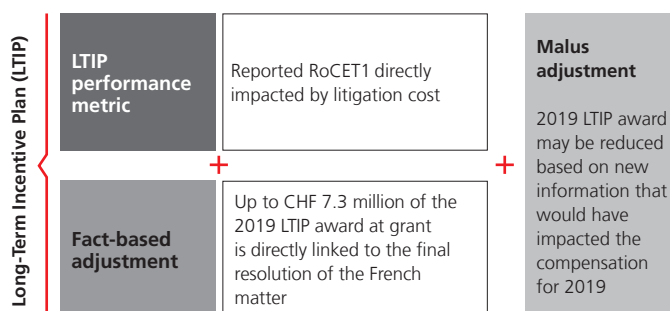 Long-Term Incentive Plan (LTIP)
LTIP
performance
metric
Reported RoCET1 directly
impacted by litigation cost
+
Fact-based
adjustment
Up to CHF 7.3 million of the
2019 LTIP award at grant
is directly linked to the final
resolution of the French
matter
+
Malus
adjustment
2019 LTIP award
may be reduced
based on new
information that
would have
impacted the
compensation
for 2019